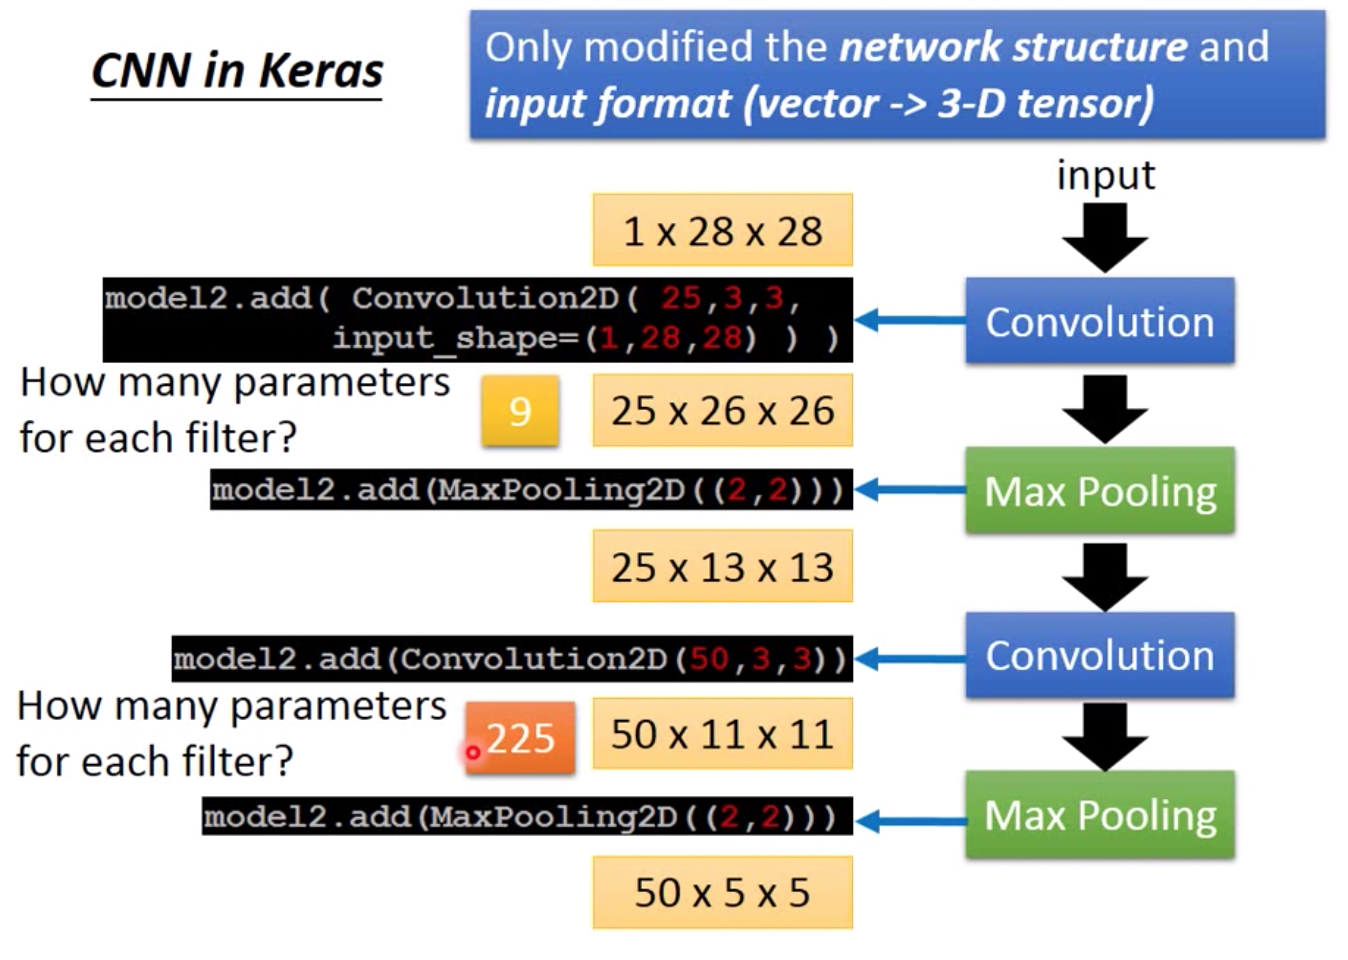 CNN in Keras
Only modified the network structure and
input format (vector -> 3-D tensor)
input
1 x 28 x 28
model2.add( Convolution2D( 25,3,3,
input_shape=(1,28,28) ) )
Convolution
How many parameters
for each filter?
9
25 x 26 x 26
model2.add(MaxPooling2D((2,2)))
Max Pooling
25 x 13 x 13
model2.add(Convolution2D(50,3,3))
Convolution
How many parameters
for each filter?
225
50 x 11 x 11
model2.add(MaxPooling2D((2,2)))
Max Pooling
50 x 5 x 5